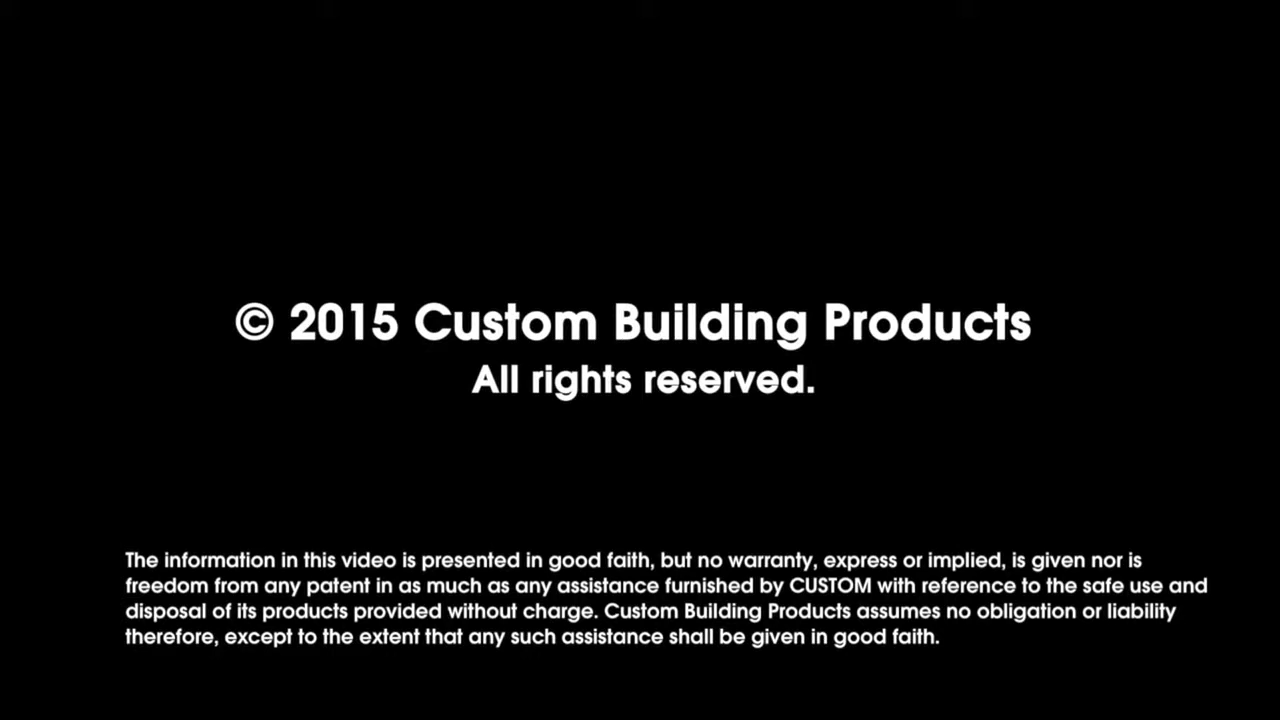 © 2015 Custom Building Products
All rights reserved.
The information in this video is presented in good faith, but no warranty, express or implied, is given nor is
freedom from any patent in as much as any assistance furnished by CUSTOM with reference to the safe use and
disposal of its products provided without charge. Custom Building Products assumes no obligation or liability
therefore, except to the extent that any such assistance shall be given in good faith.